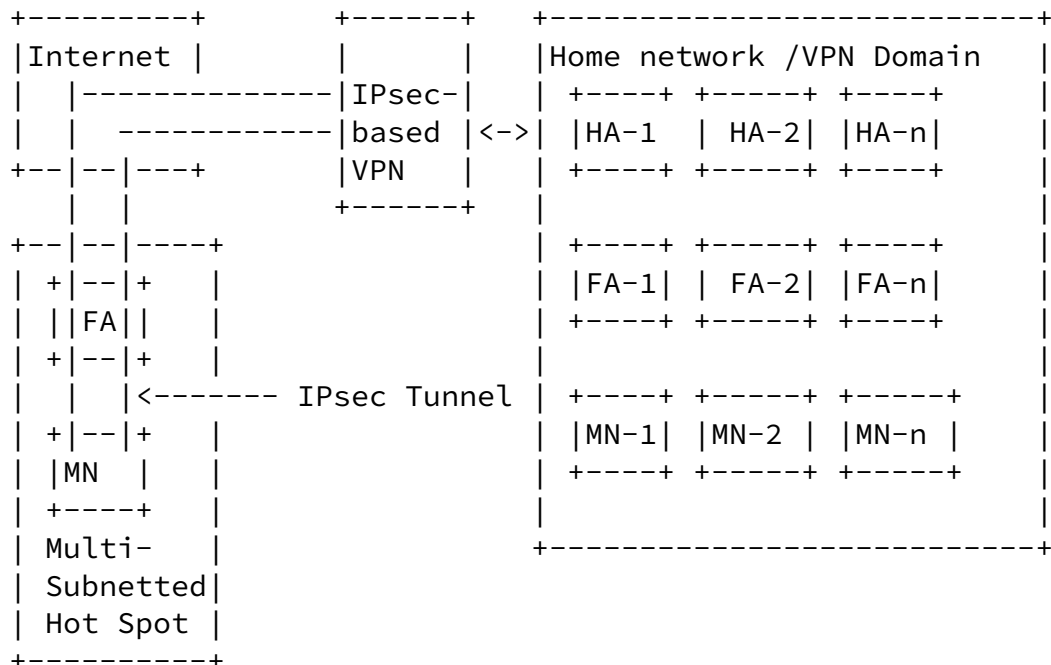 +---------+       +------+    +---------------------------+
|Internet |       |      |    |Home network /VPN Domain   |
|  |--------------|IPsec-|    | +----+ +-----+ +----+     |
|  |  ------------|based |<->| |HA-1  | HA-2| |HA-n|     |
+--|--|---+       |VPN   |    | +----+ +-----+ +----+     |
   |  |           +------+    |                           |
+--|--|----+                  | +----+ +-----+ +----+     |
| +|--|+   |                  | |FA-1| | FA-2| |FA-n|     |
| ||FA||   |                  | +----+ +-----+ +----+     |
| +|--|+   |                  |                           |
|  |  |<------- IPsec Tunnel | +----+ +-----+ +-----+    |
| +|--|+   |                  | |MN-1| |MN-2 | |MN-n |    |
| |MN  |   |                  | +----+ +-----+ +-----+    |
| +----+   |                  |                           |
| Multi-   |                  +---------------------------+
| Subnetted|
| Hot Spot |
+----------+